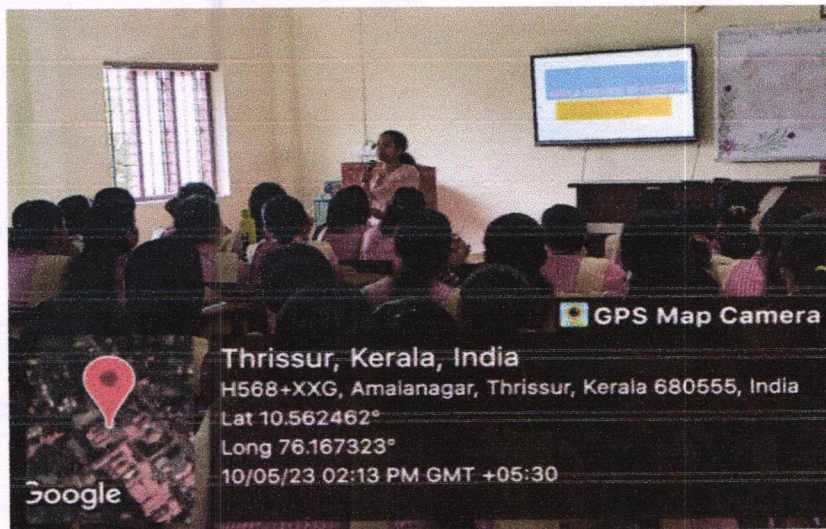 GPS Map Camera
Thrissur, Kerala, India
H568+XXG, Amalanagar, Thrissur, Kerala 680555, India
Lat 10.562462°
Long 76.167323°
10/05/23 02:13 PM GMT +05:30
Google